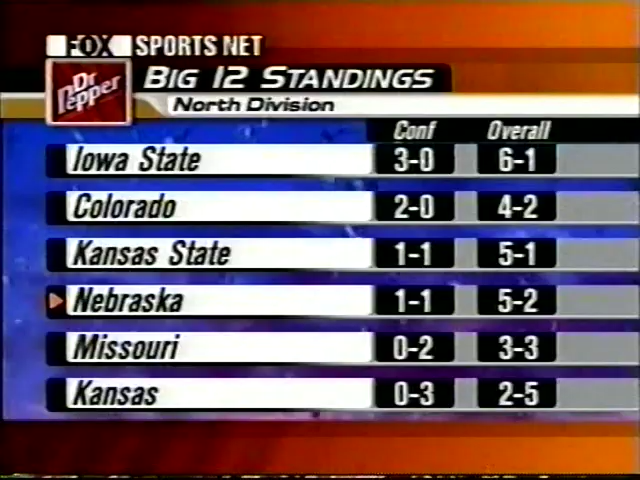 FOX SPORTS NET
Dr Pepper
BIG 12 STANDINGS
North Division
Conf Overall
Iowa State 3-0 6-1
Colorado 2-0 4-2
Kansas State 1-1 5-1
Nebraska 1-1 5-2
Missouri 0-2 3-3
Kansas 0-3 2-5